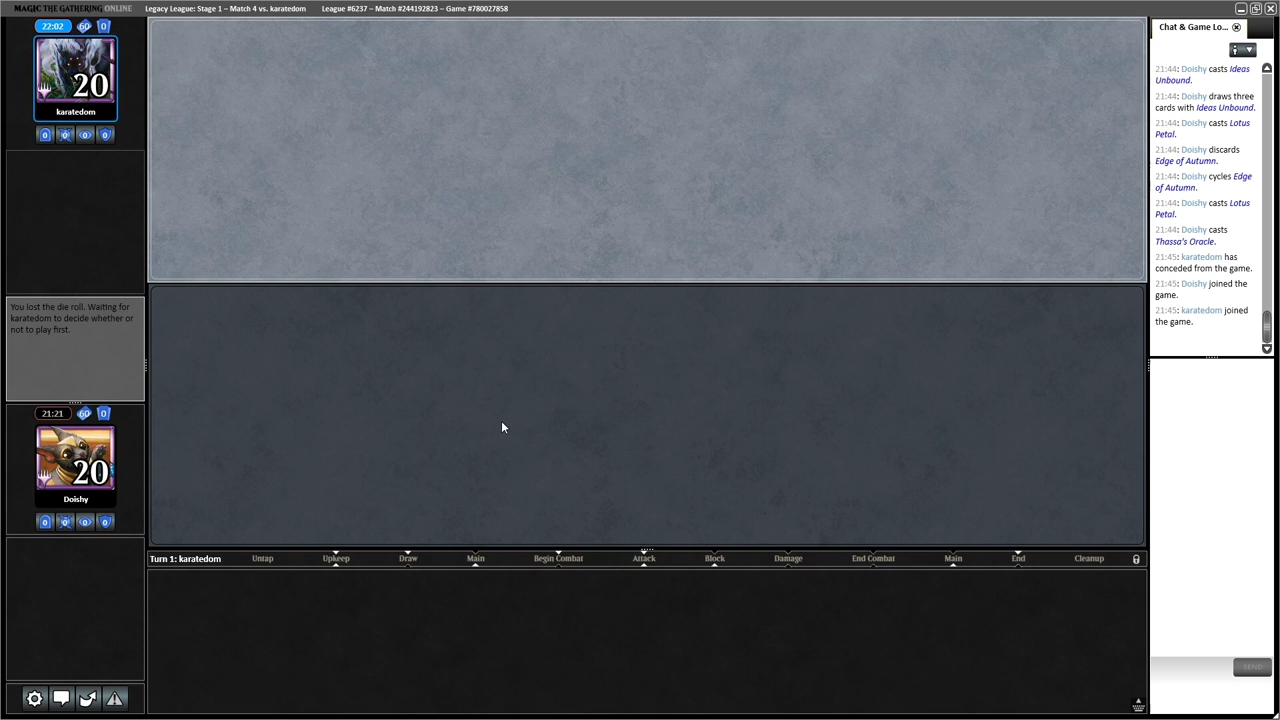 MAGIC THE GATHERING ONLINE
Legacy League: Stage 1 – Match 4 vs. karatedom
League #6237 – Match #244192823 – Game #780027858
22:02
60
0
20
karatedom
0
0
0
0
You lost the die roll. Waiting for
karatedom to decide whether or
not to play first.
21:21
60
0
20
Doishy
0
0
0
0
Turn 1: karatedom
Untap
Upkeep
Draw
Main
Begin Combat
Attack
Block
Damage
End Combat
Main
End
Cleanup
Chat & Game Lo...
21:44: Doishy casts Ideas
Unbound.
21:44: Doishy draws three
cards with Ideas Unbound.
21:44: Doishy casts Lotus
Petal.
21:44: Doishy discards
Edge of Autumn.
21:44: Doishy cycles Edge
of Autumn.
21:44: Doishy casts Lotus
Petal.
21:44: Doishy casts
Thassa's Oracle.
21:45: karatedom has
conceded from the game.
21:45: Doishy joined the
game.
21:45: karatedom joined
the game.
SEND